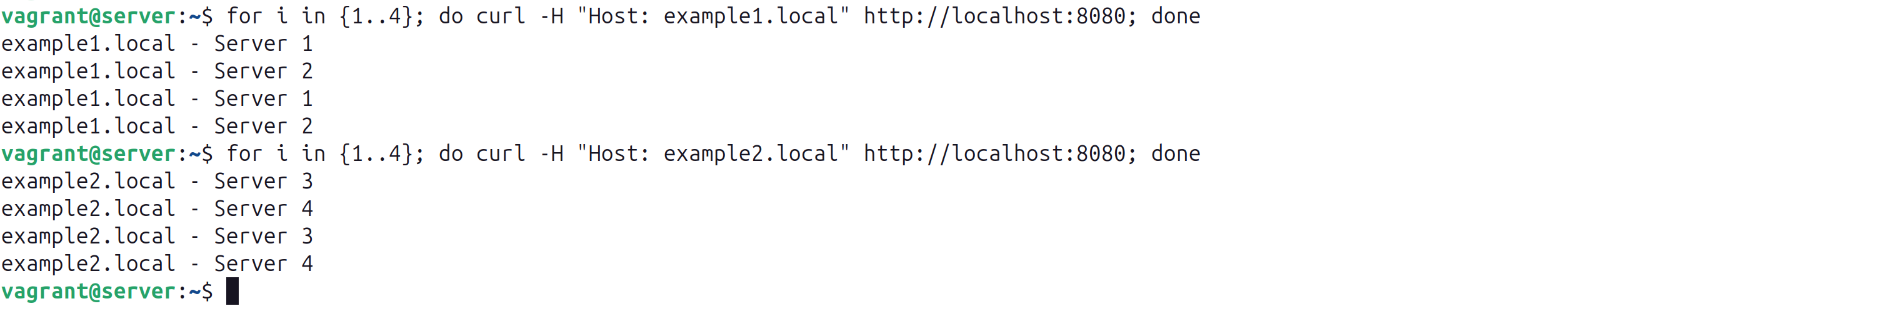 vagrant@server:~$ for i in {1..4}; do curl -H "Host: example1.local" http://localhost:8080; done
example1.local - Server 1
example1.local - Server 2
example1.local - Server 1
example1.local - Server 2
vagrant@server:~$ for i in {1..4}; do curl -H "Host: example2.local" http://localhost:8080; done
example2.local - Server 3
example2.local - Server 4
example2.local - Server 3
example2.local - Server 4
vagrant@server:~$